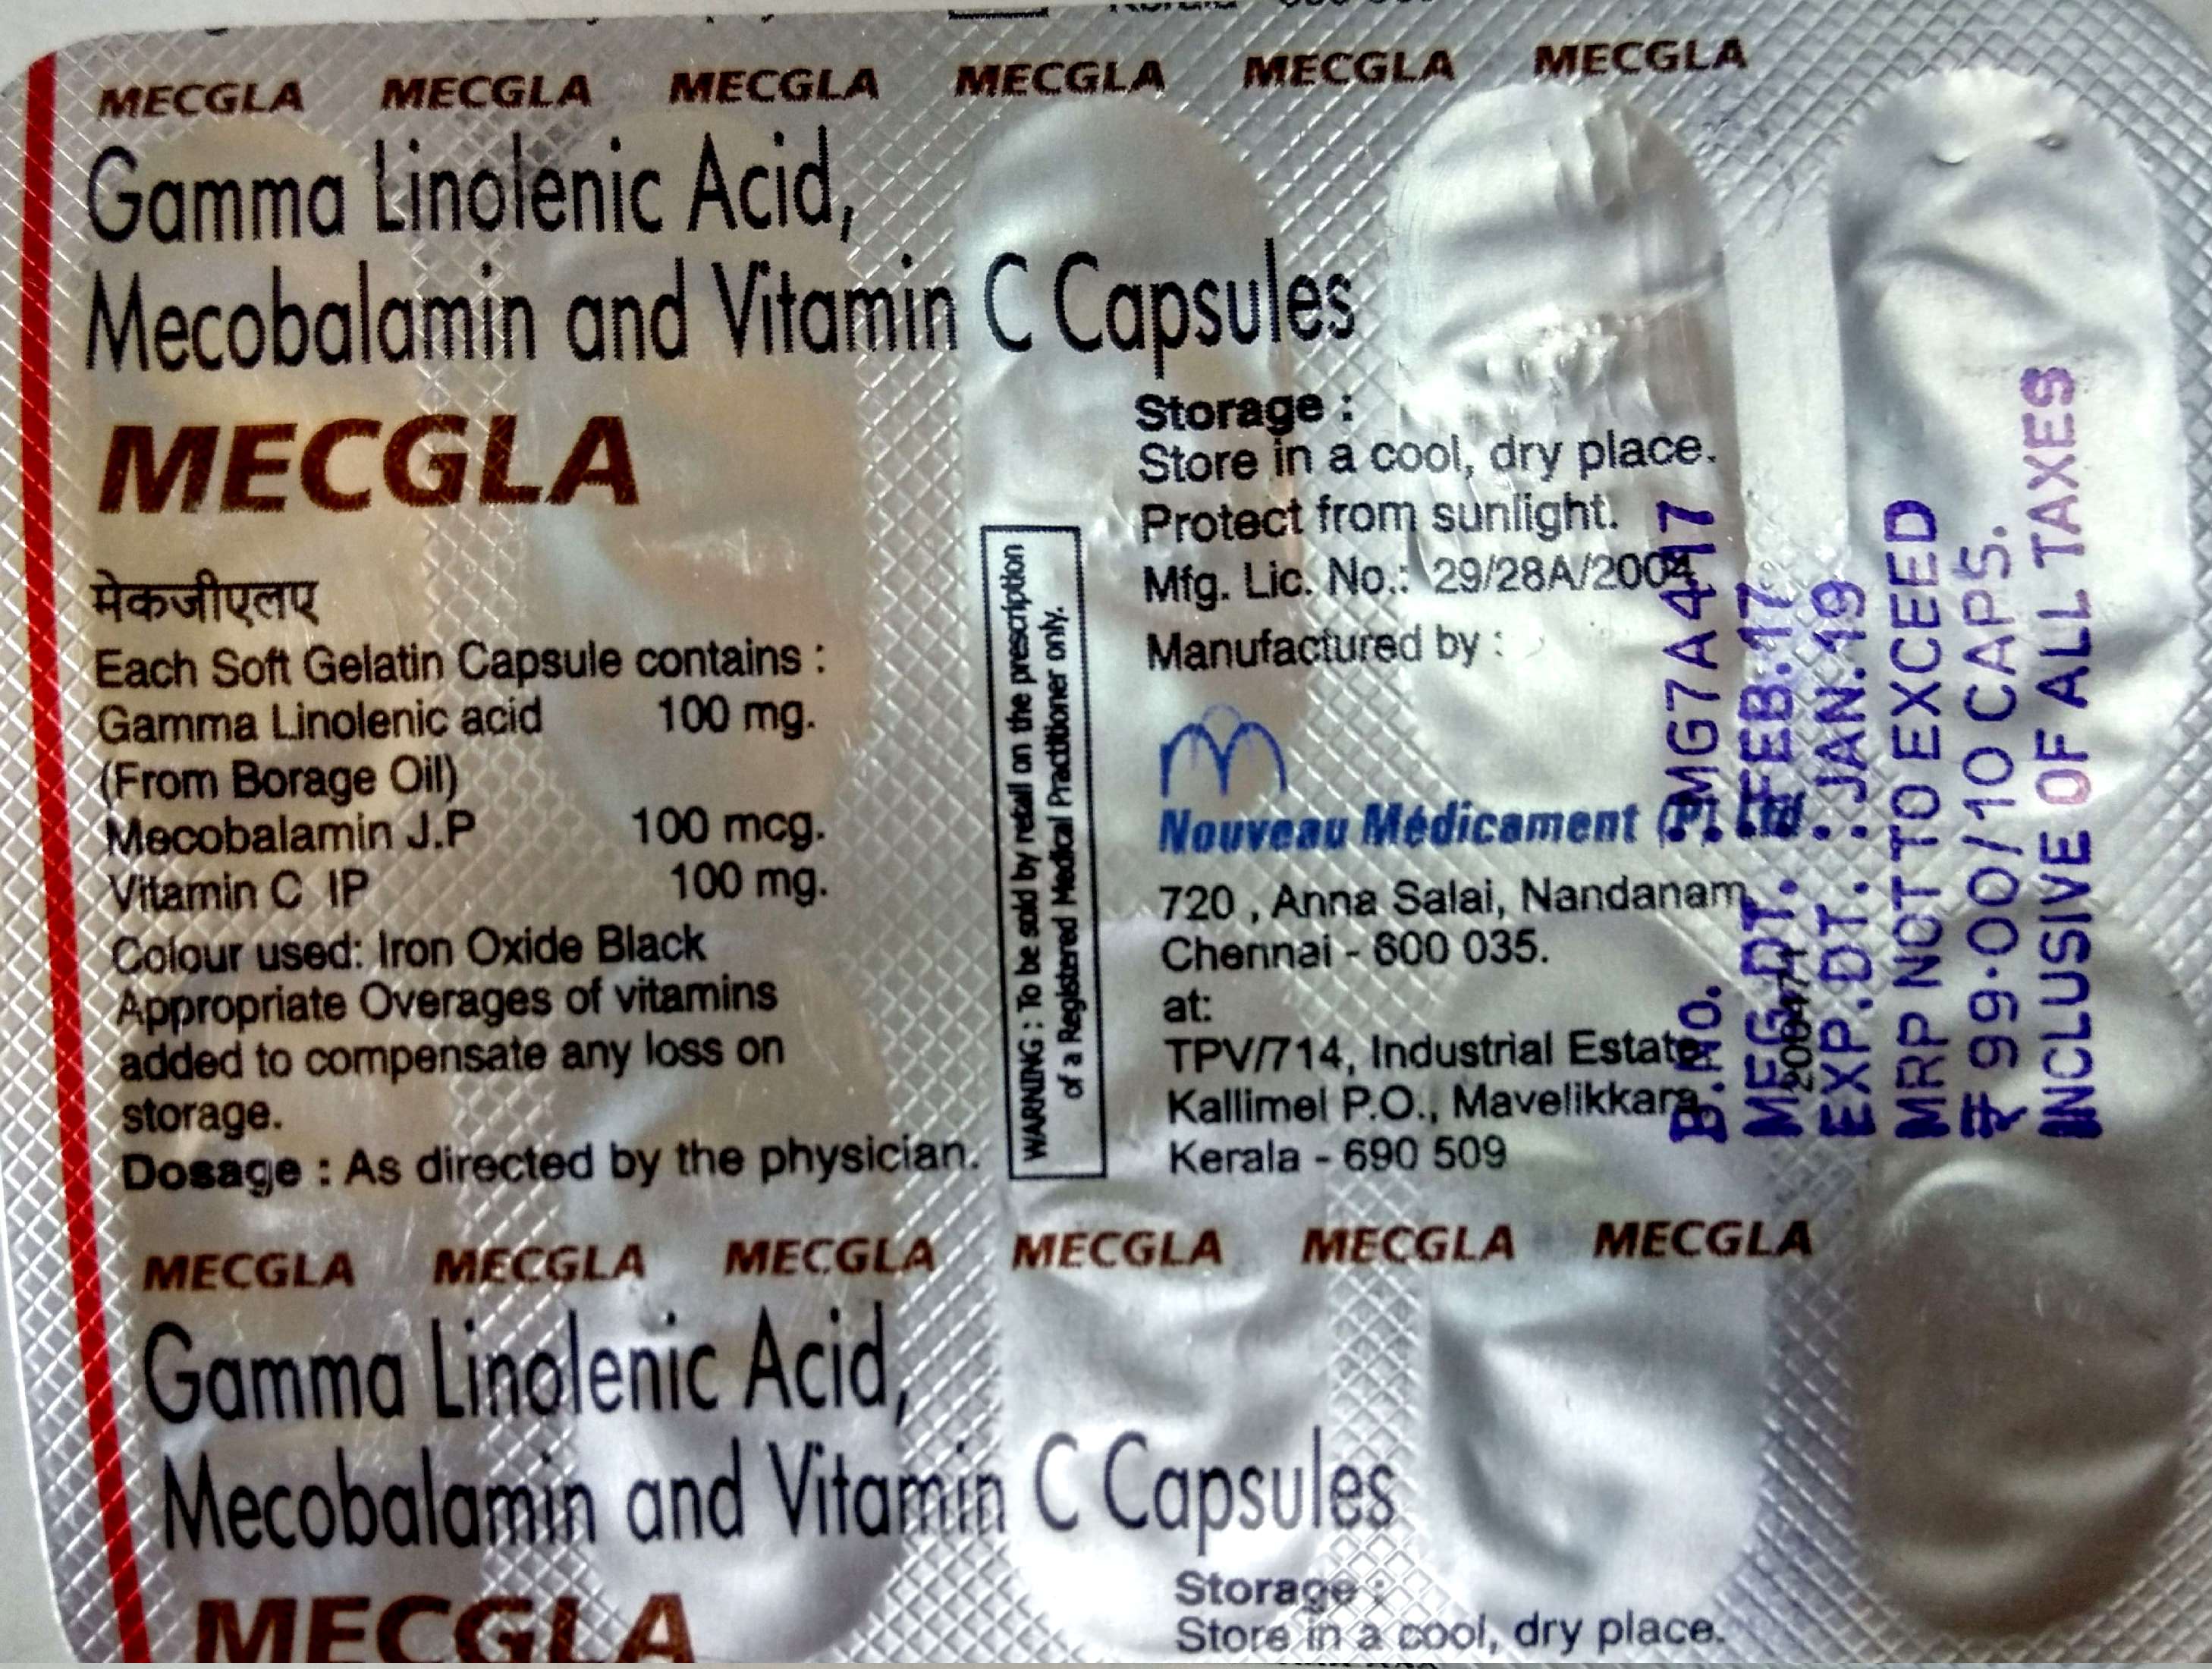 MECGLA MECGLA MECGLA MECGLA MECGLA MECGLA
Gamma Linolenic Acid,
Mecobalamin and Vitamin C Capsules
MECGLA
मेकजीएलए
Each Soft Gelatin Capsule contains :
Gamma Linolenic acid 100 mg.
(From Borage Oil)
Mecobalamin J.P 100 mcg.
Vitamin C IP 100 mg.
Colour used: Iron Oxide Black
Appropriate Overages of vitamins
added to compensate any loss on
storage.
Dosage : As directed by the physician.
WARNING : To be sold by retail on the prescription
of a Registered Medical Practitioner only.
Storage :
Store in a cool, dry place.
Protect from sunlight.
Mfg. Lic. No.: 29/28A/2004
Manufactured by :
Nouveau Médicament (P) Ltd
720 , Anna Salai, Nandanam
Chennai - 600 035.
at:
TPV/714, Industrial Estate
Kallimel P.O., Mavelikkara
Kerala - 690 509
B.NO. : MG7A4417
MFG.DT. : FEB.17
EXP.DT. : JAN.19
MRP NOT TO EXCEED
₹ 99.00/10 CAPS.
INCLUSIVE OF ALL TAXES
MECGLA MECGLA MECGLA MECGLA MECGLA MECGLA
Gamma Linolenic Acid,
Mecobalamin and Vitamin C Capsules
MECGLA
Storage :
Store in a cool, dry place.